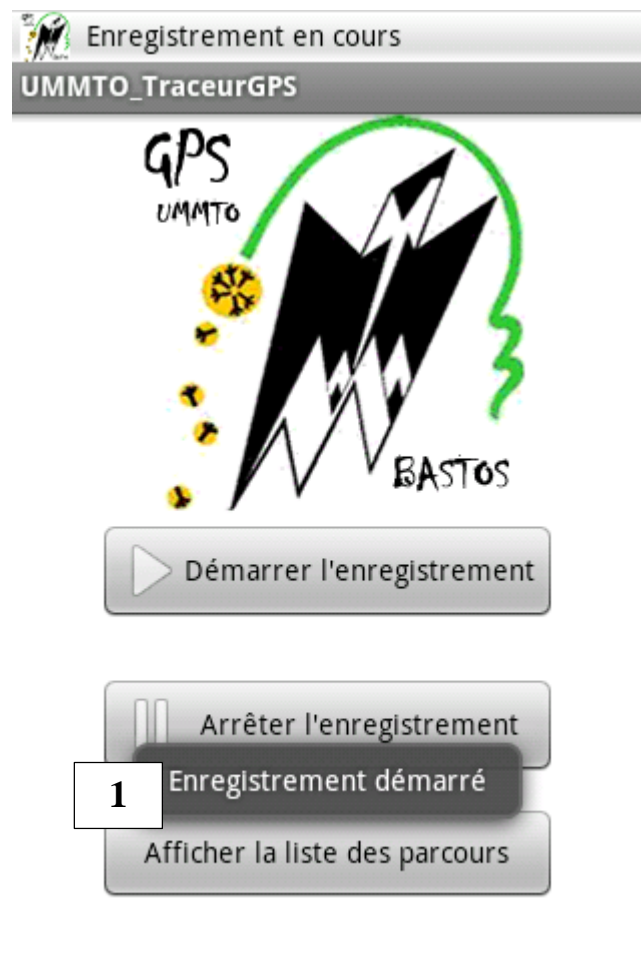 Enregistrement en cours
UMMTO_TraceurGPS
GPS
UMMTO
BASTOS
Démarrer l'enregistrement
Arrêter l'enregistrement
1
Enregistrement démarré
Afficher la liste des parcours